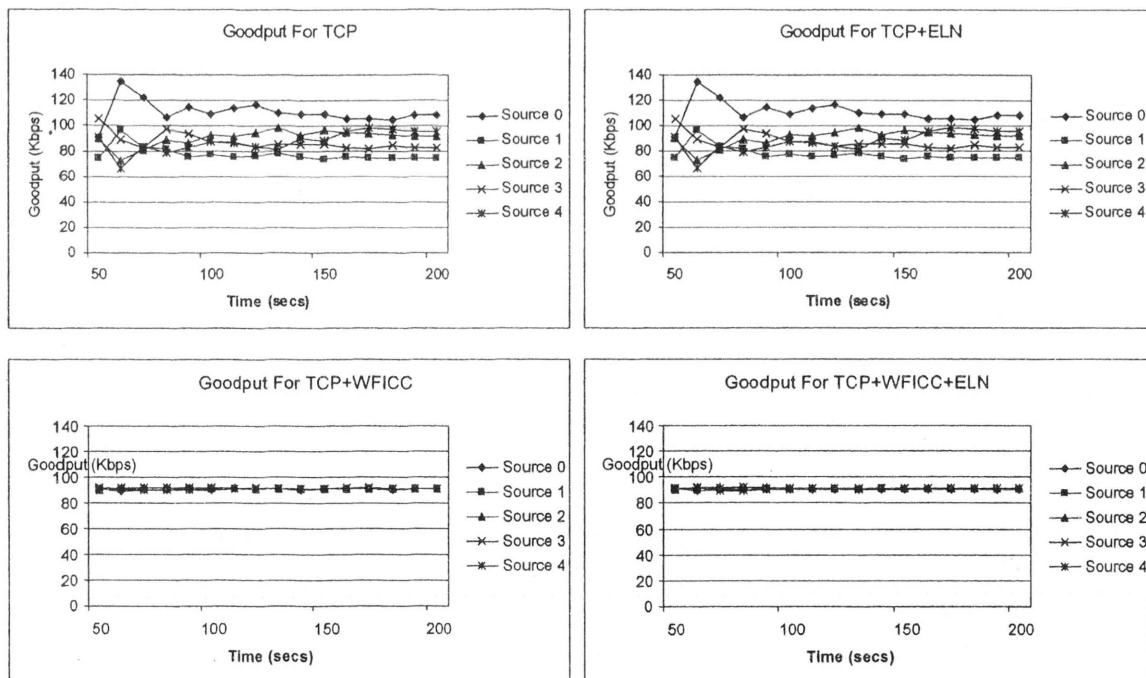 Goodput For TCP
Goodput (Kbps)
140
120
100
80
60
40
20
0
50
100
150
200
Time (secs)
Source 0
Source 1
Source 2
Source 3
Source 4
Goodput For TCP+ELN
Goodput (Kbps)
140
120
100
80
60
40
20
0
50
100
150
200
Time (secs)
Source 0
Source 1
Source 2
Source 3
Source 4
Goodput For TCP+WFICC
Goodput (Kbps)
140
120
100
80
60
40
20
0
50
100
150
200
Time (secs)
Source 0
Source 1
Source 2
Source 3
Source 4
Goodput For TCP+WFICC+ELN
Goodput (Kbps)
140
120
100
80
60
40
20
0
50
100
150
200
Time (secs)
Source 0
Source 1
Source 2
Source 3
Source 4